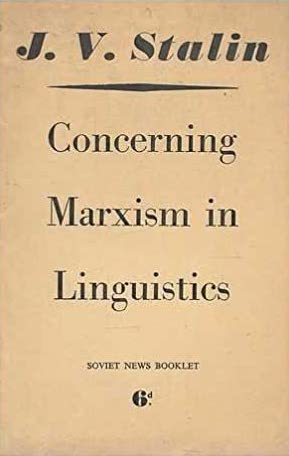 J. V. Stalin
Concerning
Marxism in
Linguistics
SOVIET NEWS BOOKLET
6d.